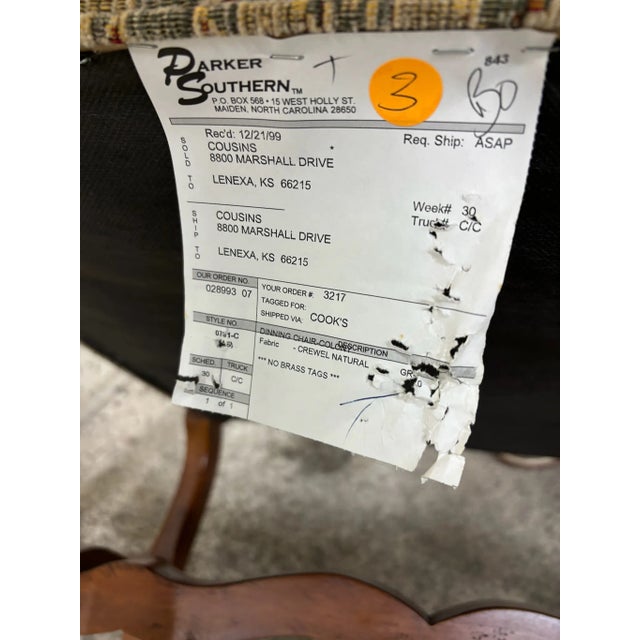 PARKER
SOUTHERN™
P.O. BOX 568 • 15 WEST HOLLY ST.
MAIDEN, NORTH CAROLINA 28650
843
3
Rec'd: 12/21/99
Req. Ship: ASAP
SOLD TO
COUSINS *
8800 MARSHALL DRIVE
LENEXA, KS 66215
Week# 30
Truck# C/C
SHIP TO
COUSINS
8800 MARSHALL DRIVE
LENEXA, KS 66215
OUR ORDER NO.
028993 07
YOUR ORDER #: 3217
TAGGED FOR:
SHIPPED VIA: COOK'S
STYLE NO.
DESCRIPTION
DINNING CHAIR-COLONY
Fabric - CREWEL NATURAL
*** NO BRASS TAGS ***
SCHED. TRUCK
30 C/C
SEQUENCE
1 of 1